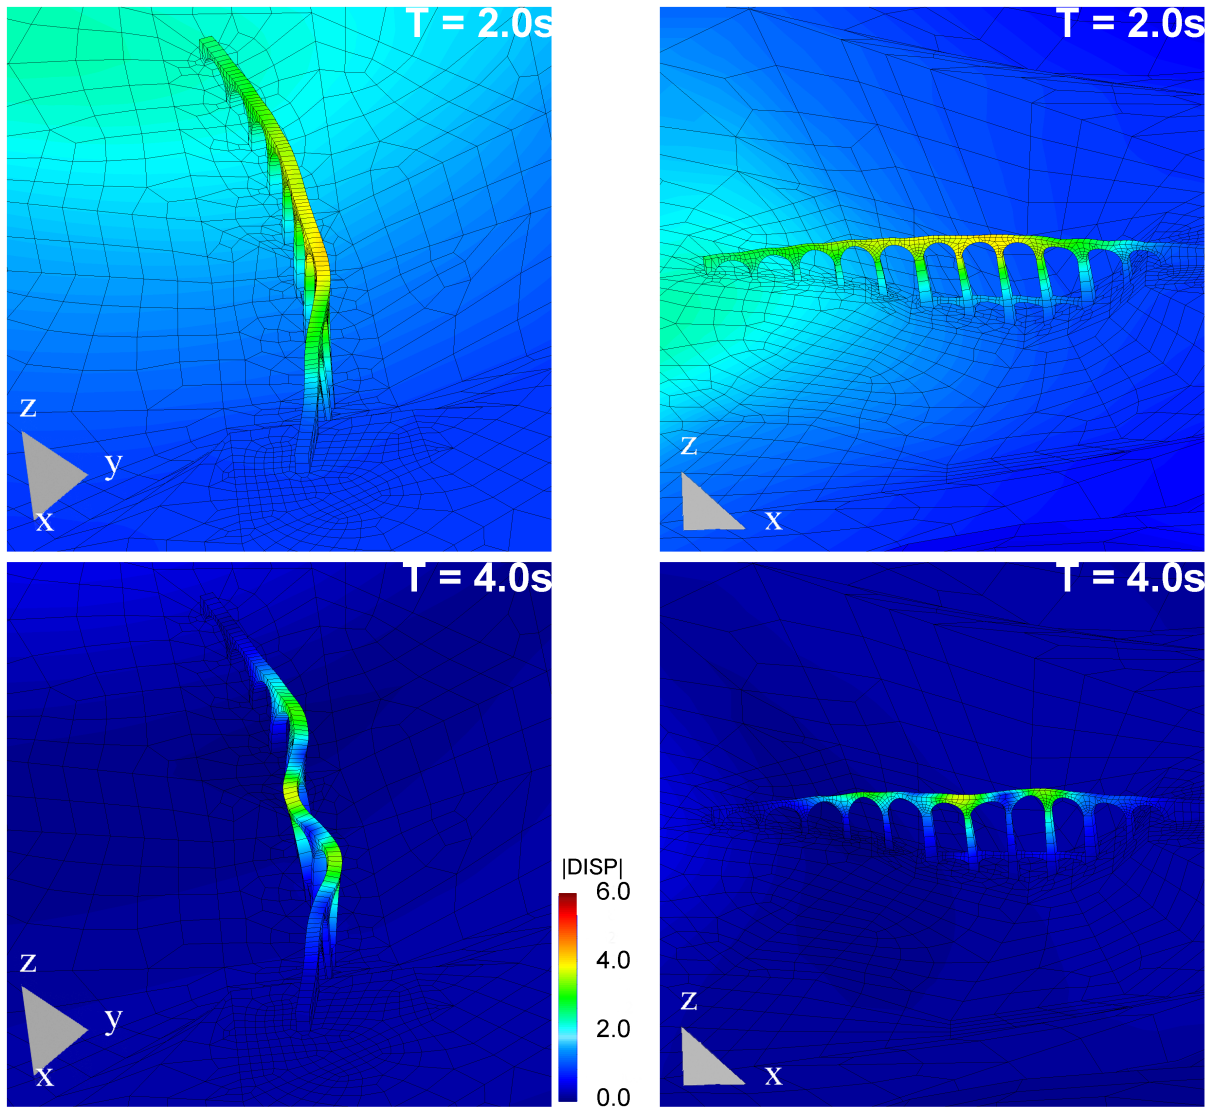 T = 2.0s
z
y
x
T = 2.0s
z
x
T = 4.0s
z
y
x
|DISP|
6.0
4.0
2.0
0.0
T = 4.0s
z
x